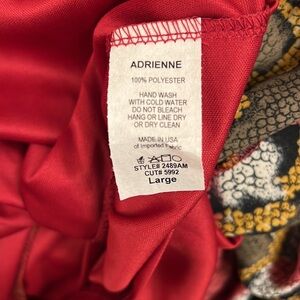 ADRIENNE
100% POLYESTER
HAND WASH
WITH COLD WATER
DO NOT BLEACH
HANG OR LINE DRY
OR DRY CLEAN
MADE IN USA
of Imported Fabric
STYLE# 2489AM
CUT# 5992
Large